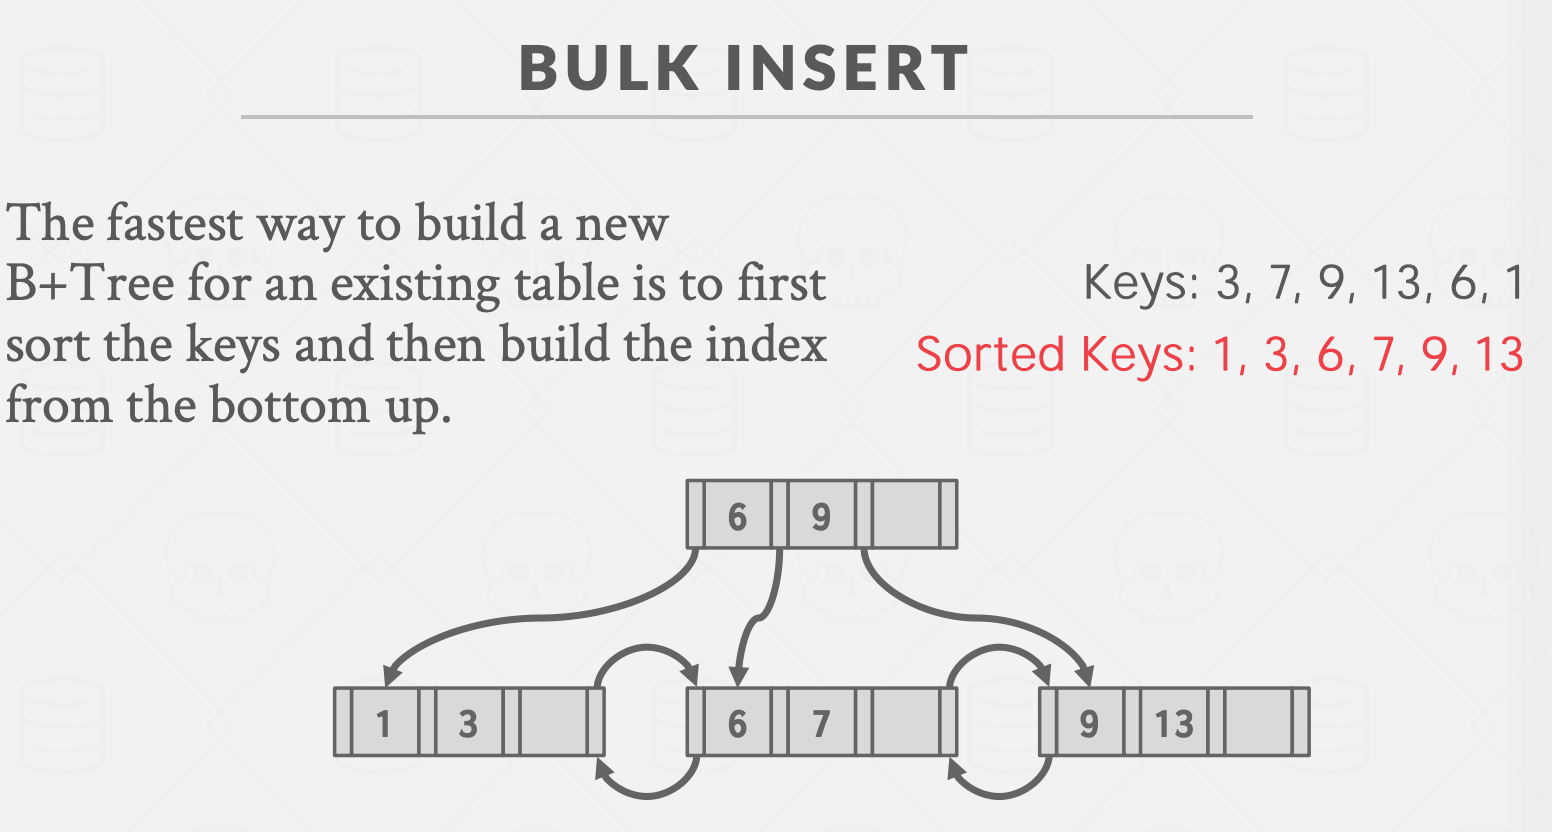 BULK INSERT
The fastest way to build a new
B+Tree for an existing table is to first
sort the keys and then build the index
from the bottom up.
Keys: 3, 7, 9, 13, 6, 1
Sorted Keys: 1, 3, 6, 7, 9, 13
6 9
1 3 6 7 9 13